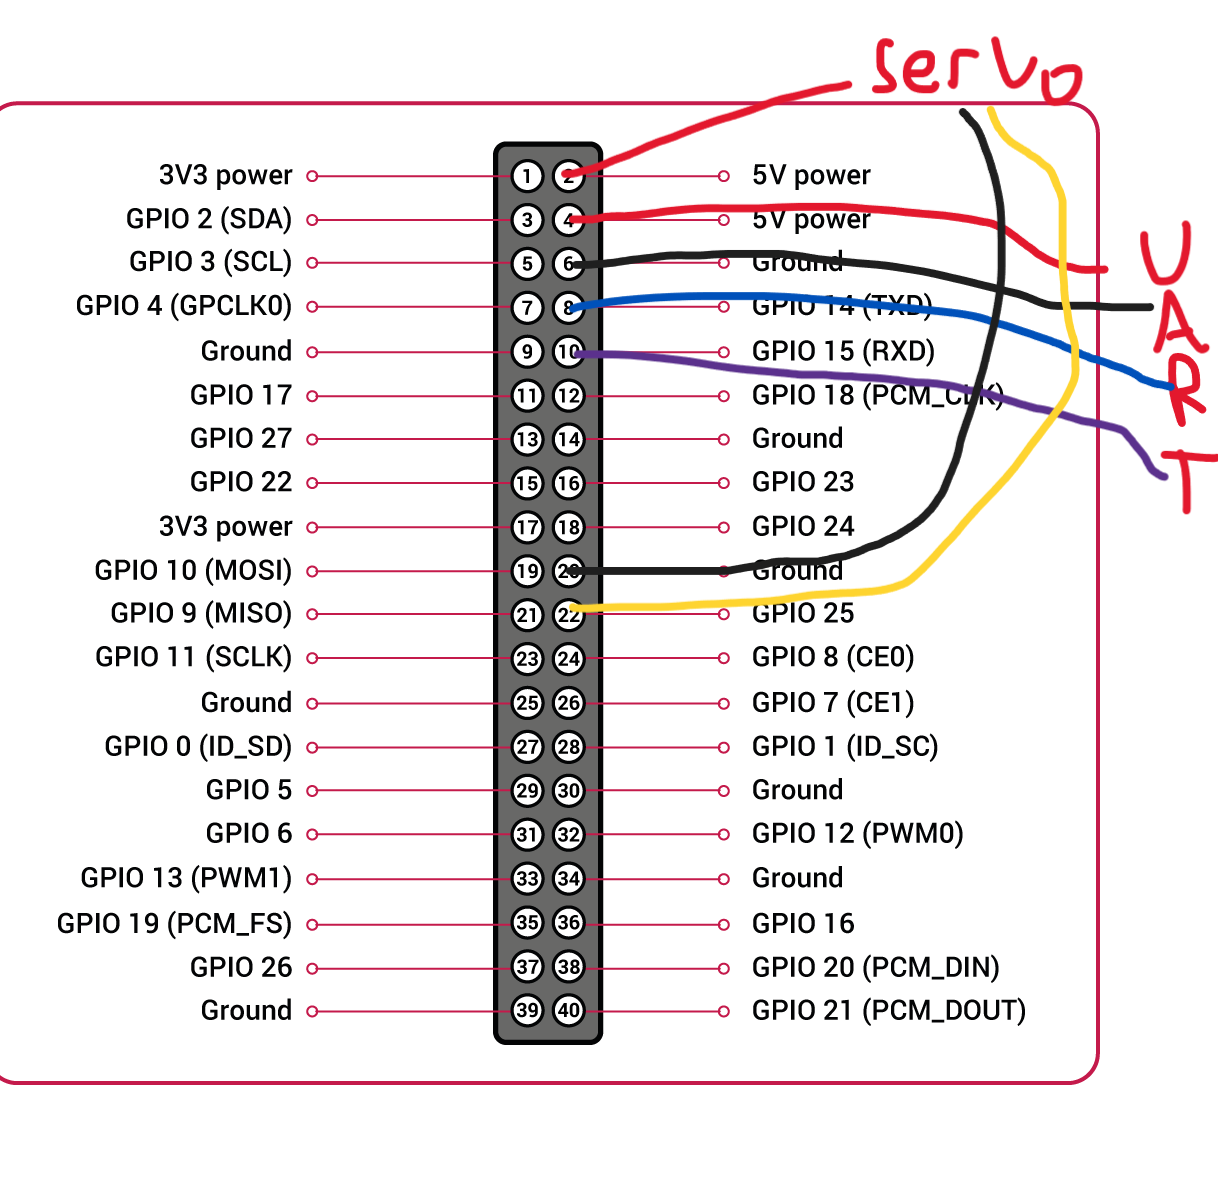 servo
3V3 power 1 2 5V power
GPIO 2 (SDA) 3 4 5V power
GPIO 3 (SCL) 5 6 Ground
GPIO 4 (GPCLK0) 7 8 GPIO 14 (TXD)
Ground 9 10 GPIO 15 (RXD)
GPIO 17 11 12 GPIO 18 (PCM_CLK)
GPIO 27 13 14 Ground
GPIO 22 15 16 GPIO 23
3V3 power 17 18 GPIO 24
GPIO 10 (MOSI) 19 20 Ground
GPIO 9 (MISO) 21 22 GPIO 25
GPIO 11 (SCLK) 23 24 GPIO 8 (CE0)
Ground 25 26 GPIO 7 (CE1)
GPIO 0 (ID_SD) 27 28 GPIO 1 (ID_SC)
GPIO 5 29 30 Ground
GPIO 6 31 32 GPIO 12 (PWM0)
GPIO 13 (PWM1) 33 34 Ground
GPIO 19 (PCM_FS) 35 36 GPIO 16
GPIO 26 37 38 GPIO 20 (PCM_DIN)
Ground 39 40 GPIO 21 (PCM_DOUT)
UART